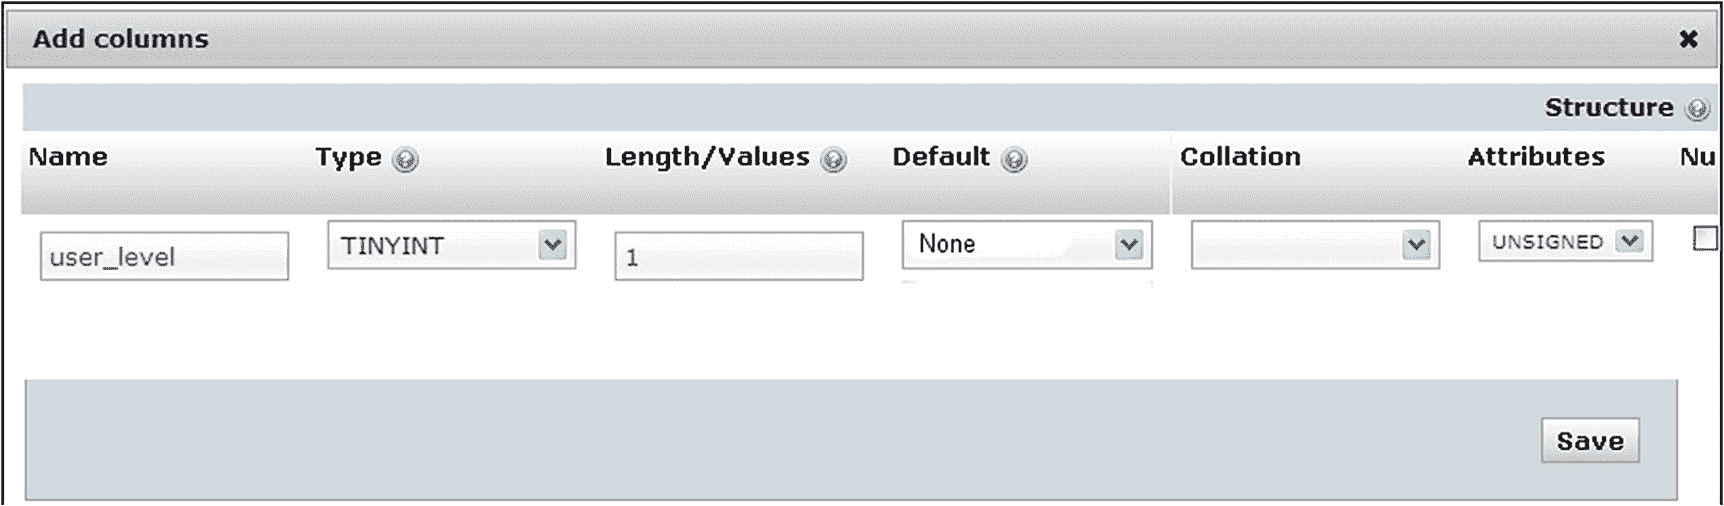 Add columns
Structure
Name Type Length/Values Default Collation Attributes Nu
user_level TINYINT 1 None UNSIGNED
Save